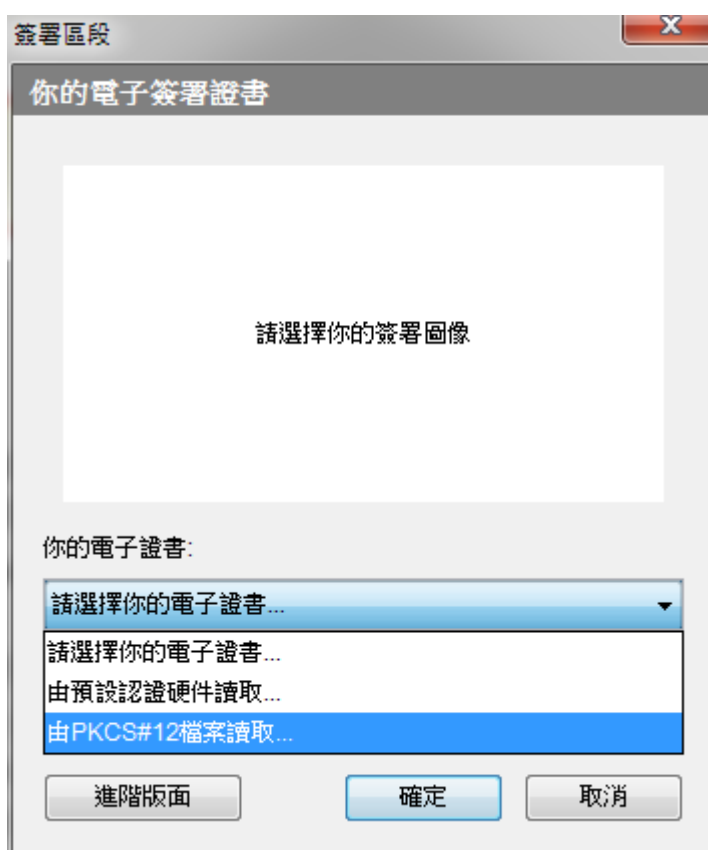 簽署區段
你的電子簽署證書
請選擇你的簽署圖像
你的電子證書:
請選擇你的電子證書...
請選擇你的電子證書...
由預設認證硬件讀取...
由PKCS#12檔案讀取...
進階版面
確定
取消